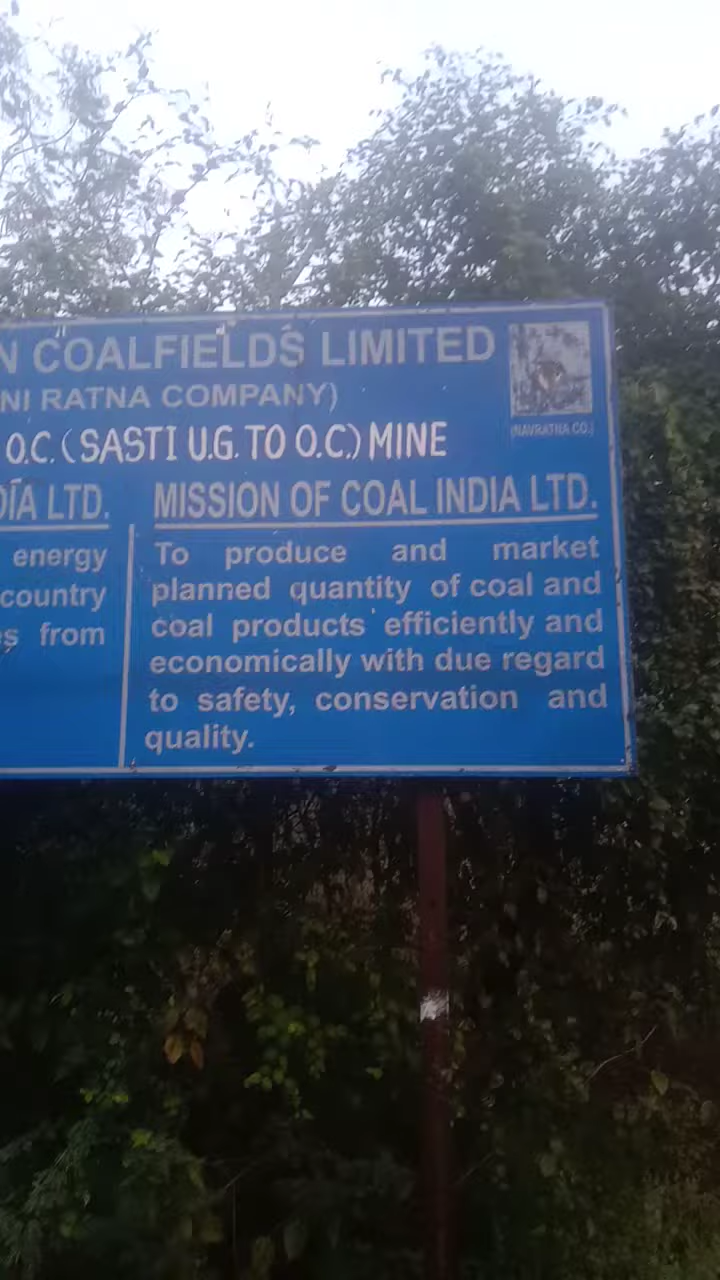 N COALFIELDS LIMITED
NI RATNA COMPANY)
(NAVRATNA CO.)
O.C. (SASTI U.G. TO O.C.) MINE
DIA LTD.
energy
country
es from
MISSION OF COAL INDIA LTD.
To produce and market
planned quantity of coal and
coal products efficiently and
economically with due regard
to safety, conservation and
quality.